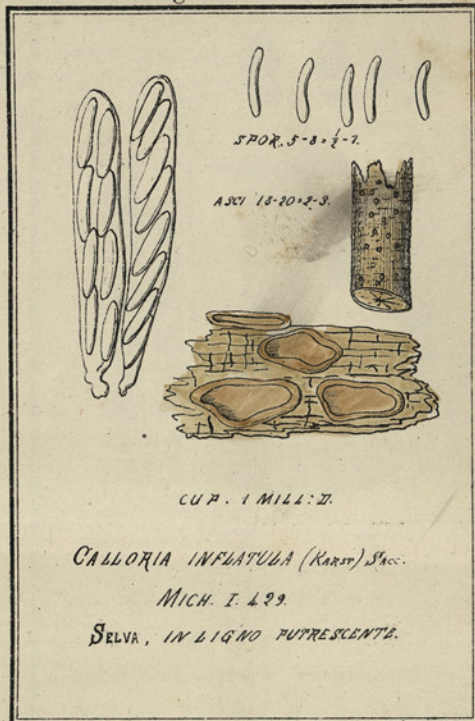 SPOR. 5-8=½-1.
ASCI 18-20=2-3.
CUP. 1 MILL: D.
CALLORIA INFLATULA (KARST) SACC.
MICH. I. 429.
SELVA, IN LIGNO PUTRESCENTE.